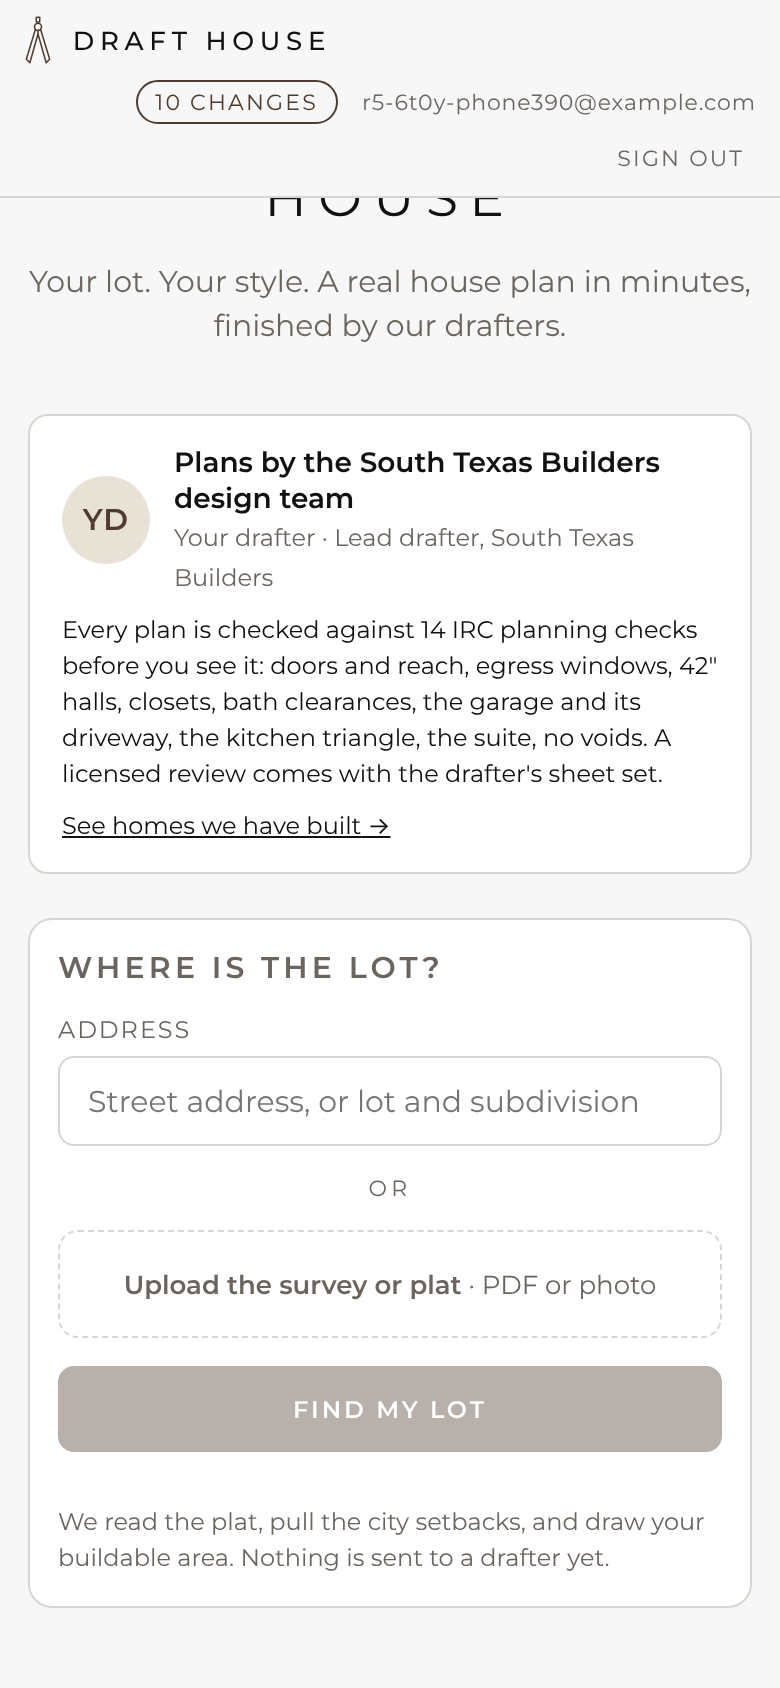 DRAFT HOUSE
10 CHANGES r5-6t0y-phone390@example.com
SIGN OUT
HOUSE
Your lot. Your style. A real house plan in minutes,
finished by our drafters.
Plans by the South Texas Builders
design team
YD
Your drafter · Lead drafter, South Texas
Builders
Every plan is checked against 14 IRC planning checks
before you see it: doors and reach, egress windows, 42"
halls, closets, bath clearances, the garage and its
driveway, the kitchen triangle, the suite, no voids. A
licensed review comes with the drafter's sheet set.
See homes we have built →
WHERE IS THE LOT?
ADDRESS
Street address, or lot and subdivision
OR
Upload the survey or plat · PDF or photo
FIND MY LOT
We read the plat, pull the city setbacks, and draw your
buildable area. Nothing is sent to a drafter yet.